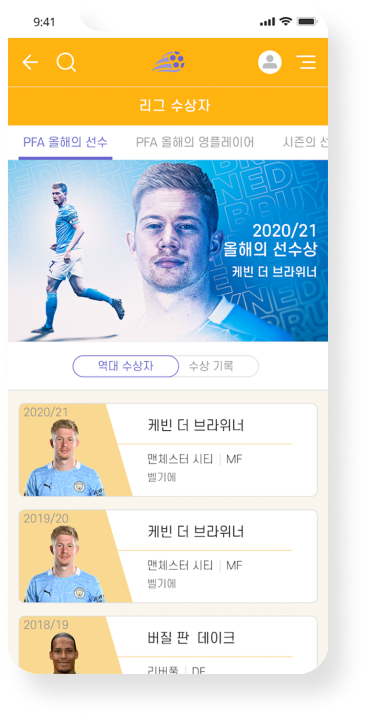 9:41
리그 수상자
PFA 올해의 선수
PFA 올해의 영플레이어
시즌의
2020/21
올해의 선수상
케빈 더 브라위너
역대 수상자
수상 기록
2020/21
케빈 더 브라위너
맨체스터 시티 | MF
벨기에
2019/20
케빈 더 브라위너
맨체스터 시티 | MF
벨기에
2018/19
버질 판 데이크
리버풀 | DF